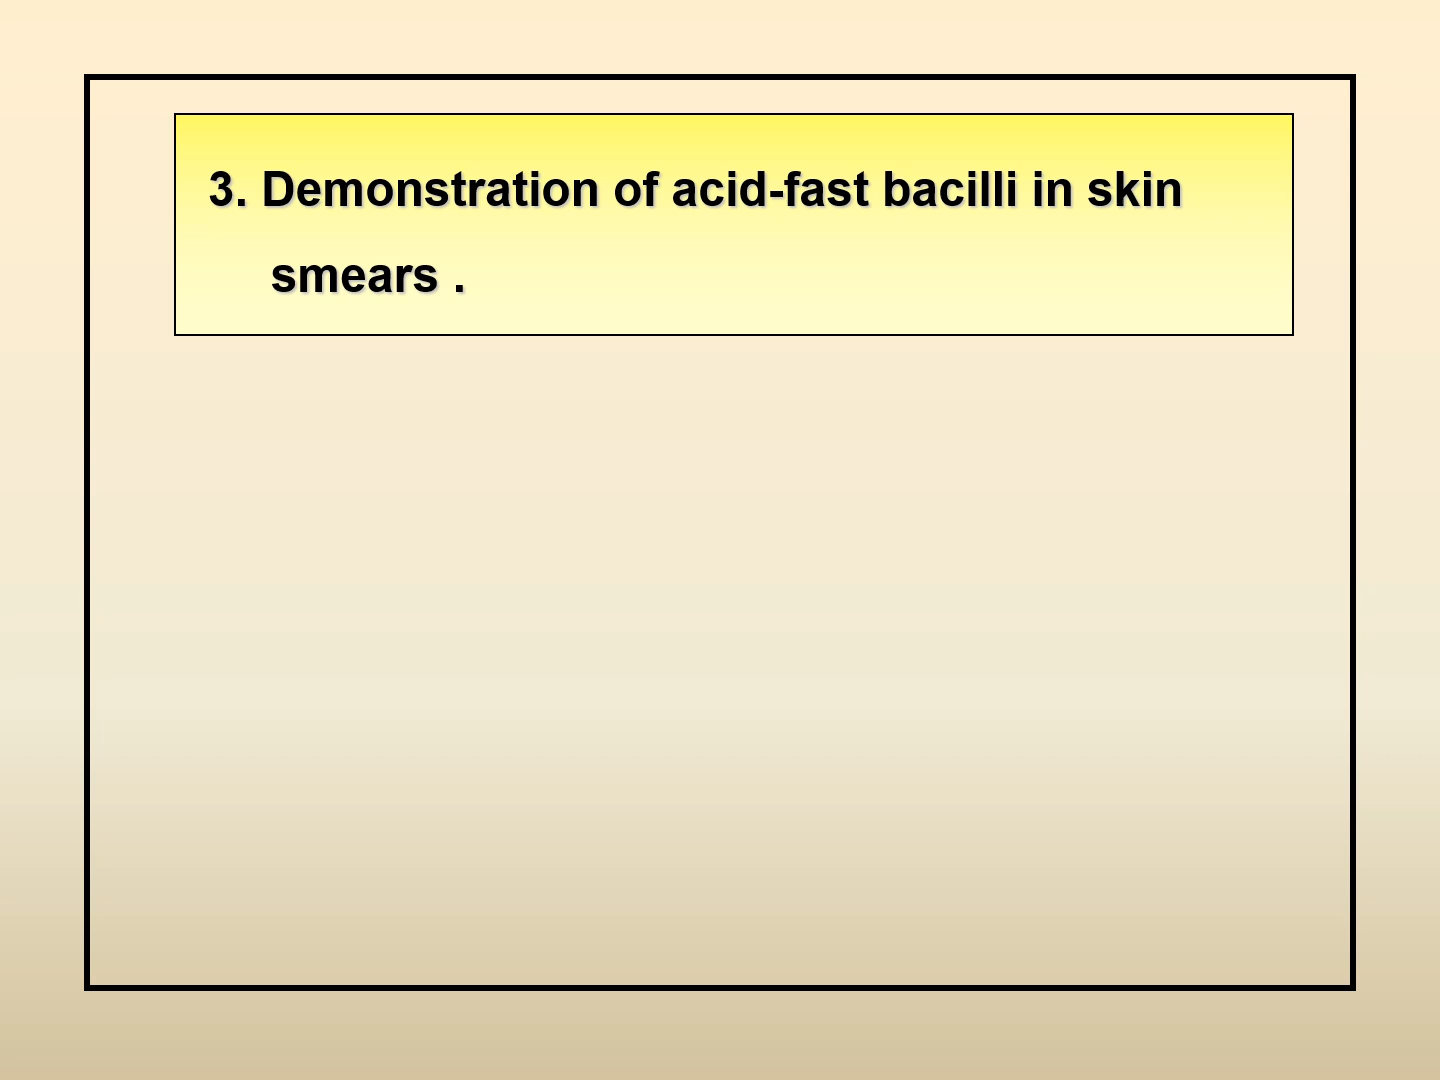 3. Demonstration of acid-fast bacilli in skin
smears .